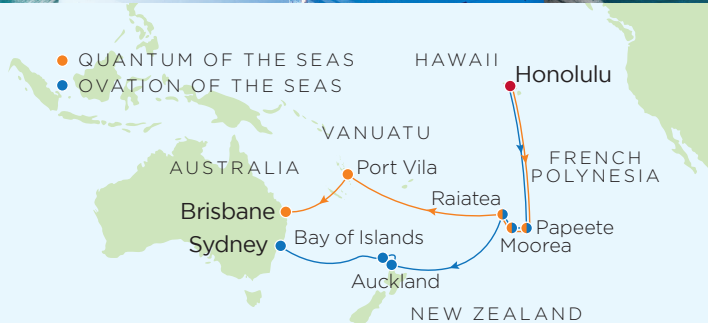 QUANTUM OF THE SEAS
OVATION OF THE SEAS
HAWAII
Honolulu
VANUATU
AUSTRALIA
Port Vila
FRENCH
POLYNESIA
Raiatea
Brisbane
Papeete
Moorea
Sydney
Bay of Islands
Auckland
NEW ZEALAND